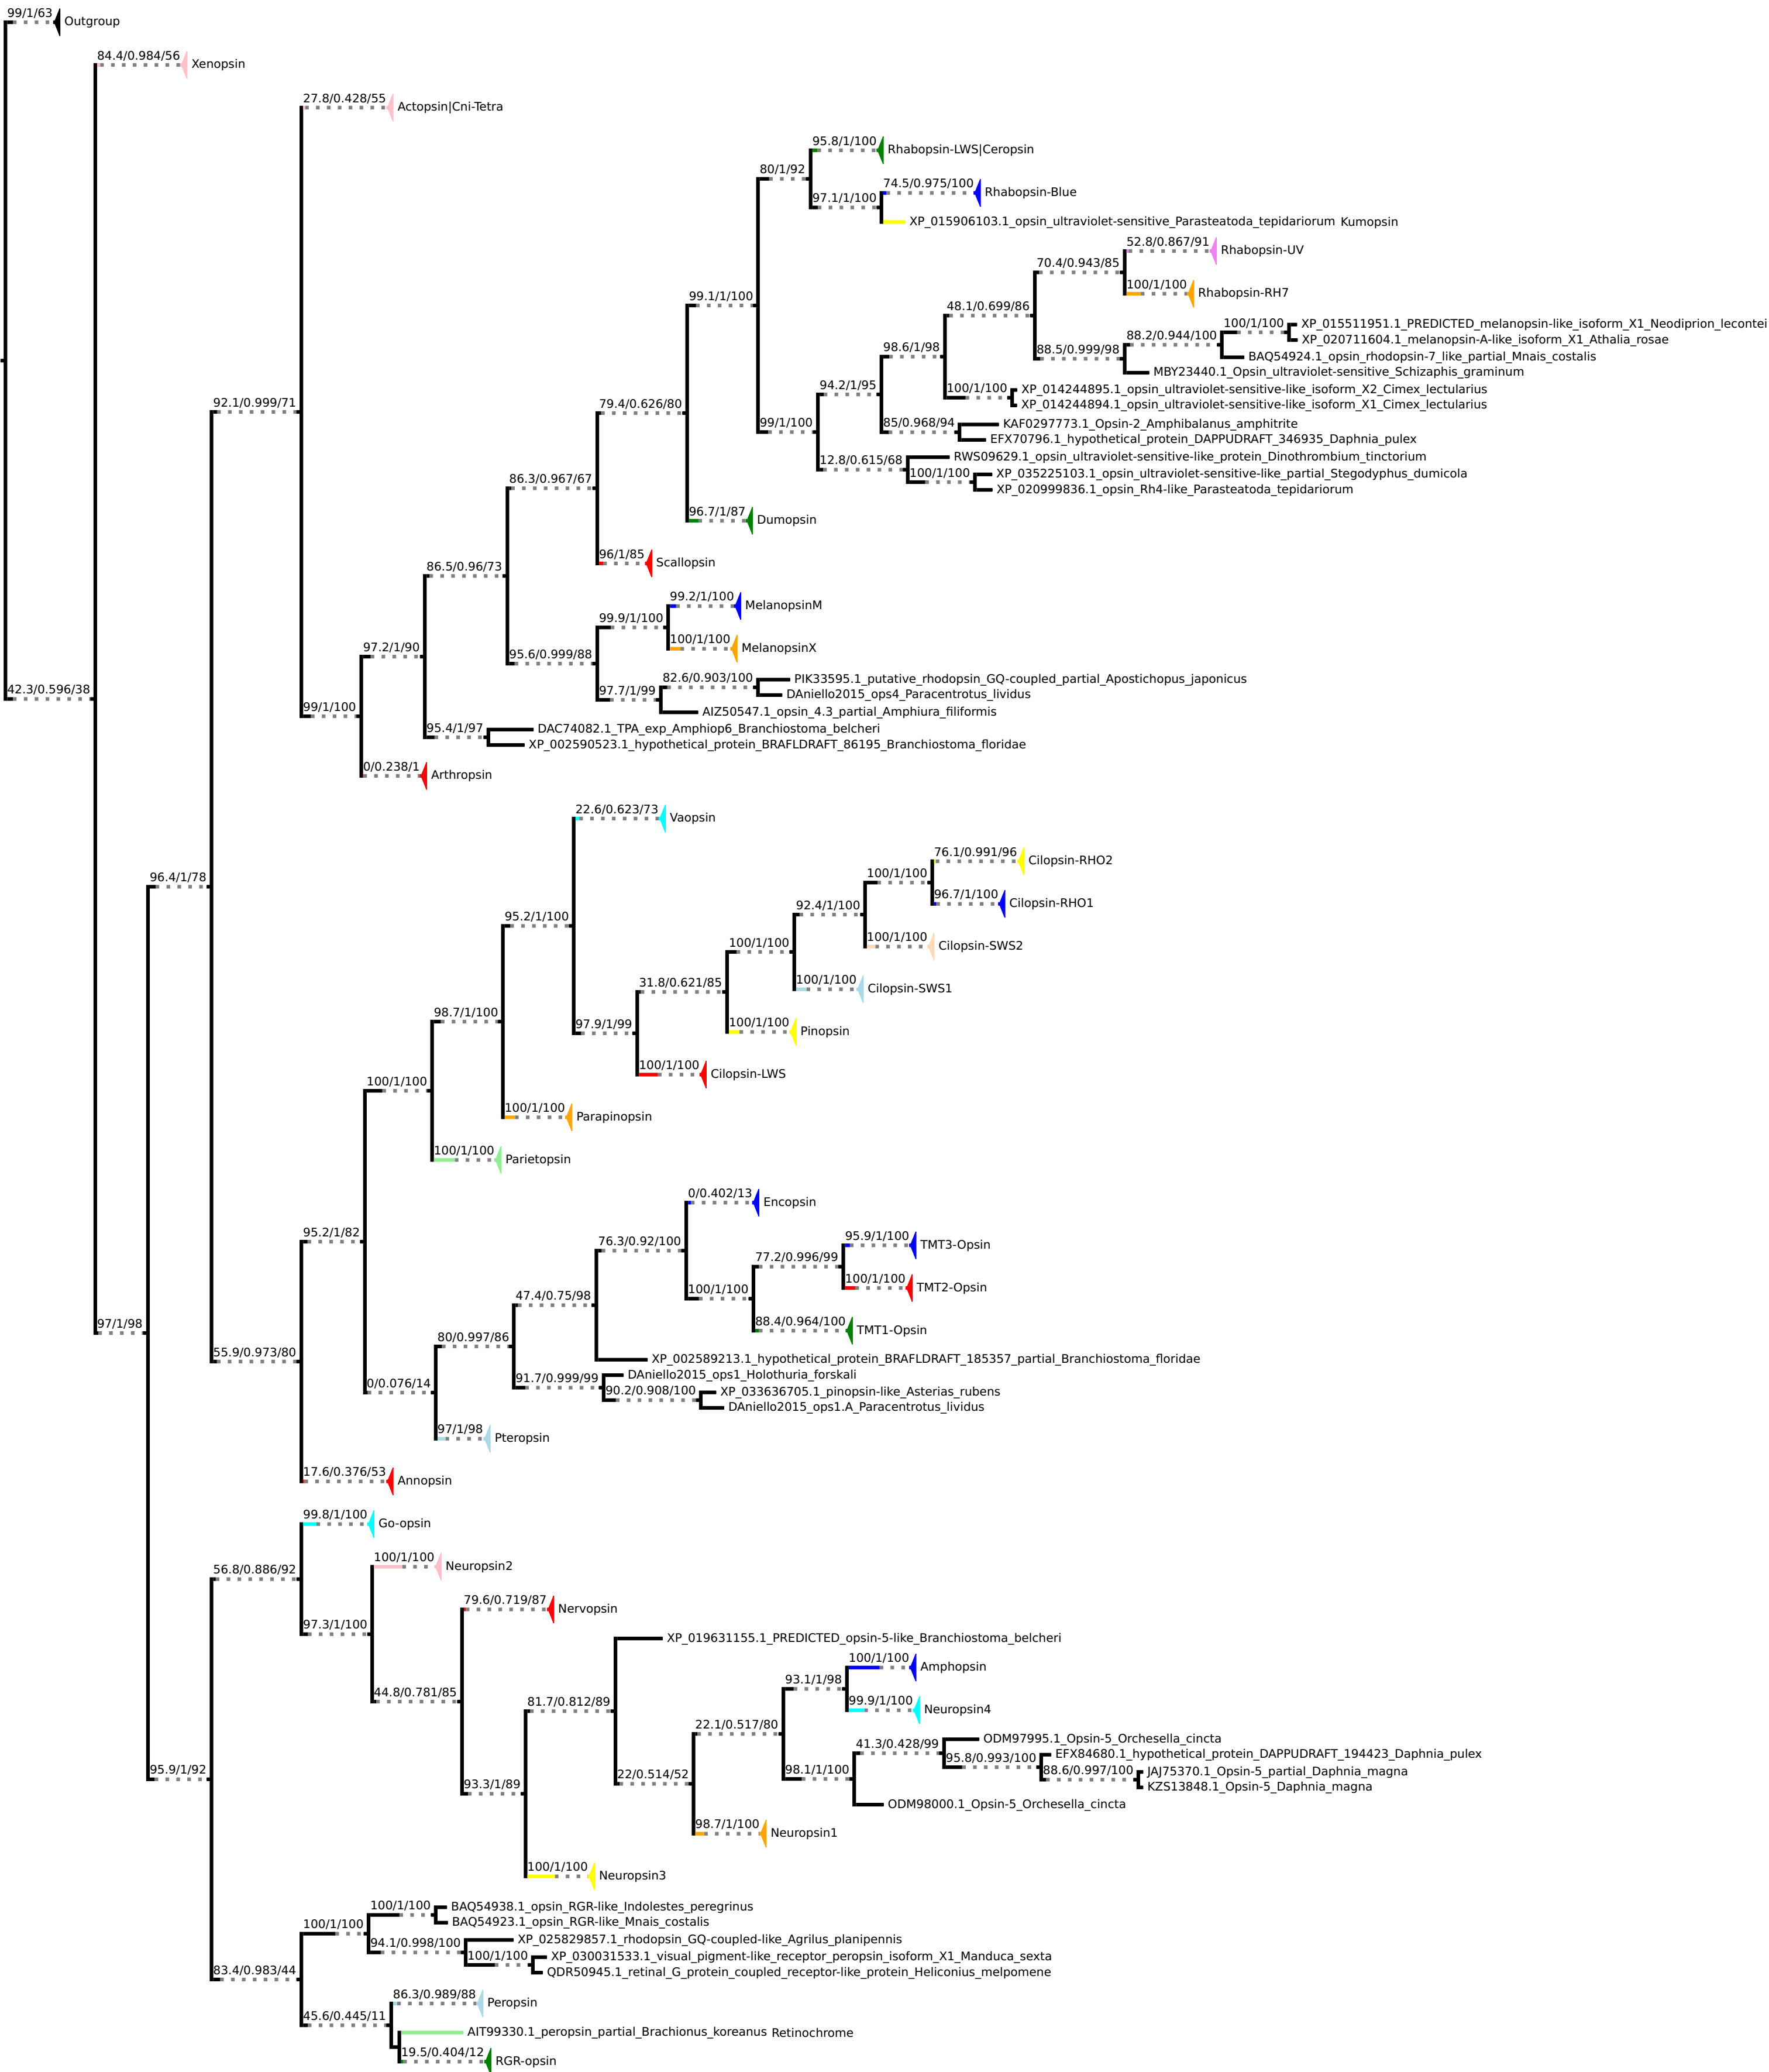 99/1/63 Outgroup
84.4/0.984/56 Xenopsin
27.8/0.428/55 Actopsin|Cni-Tetra
95.8/1/100 Rhabopsin-LWS|Ceropsin
80/1/92
74.5/0.975/100 Rhabopsin-Blue
97.1/1/100
XP_015906103.1_opsin_ultraviolet-sensitive_Parasteatoda_tepidariorum Kumopsin
52.8/0.867/91 Rhabopsin-UV
70.4/0.943/85
100/1/100 Rhabopsin-RH7
99.1/1/100
48.1/0.699/86
100/1/100 XP_015511951.1_PREDICTED_melanopsin-like_isoform_X1_Neodiprion_lecontei
88.2/0.944/100 XP_020711604.1_melanopsin-A-like_isoform_X1_Athalia_rosae
88.5/0.999/98 BAQ54924.1_opsin_rhodopsin-7_like_partial_Mnais_costalis
98.6/1/98
MBY23440.1_Opsin_ultraviolet-sensitive_Schizaphis_graminum
94.2/1/95
100/1/100 XP_014244895.1_opsin_ultraviolet-sensitive-like_isoform_X2_Cimex_lectularius
92.1/0.999/71
79.4/0.626/80
XP_014244894.1_opsin_ultraviolet-sensitive-like_isoform_X1_Cimex_lectularius
99/1/100
85/0.968/94 KAF0297773.1_Opsin-2_Amphibalanus_amphitrite
EFX70796.1_hypothetical_protein_DAPPUDRAFT_346935_Daphnia_pulex
12.8/0.615/68 RWS09629.1_opsin_ultraviolet-sensitive-like_protein_Dinothrombium_tinctorium
100/1/100 XP_035225103.1_opsin_ultraviolet-sensitive-like_partial_Stegodyphus_dumicola
86.3/0.967/67
XP_020999836.1_opsin_Rh4-like_Parasteatoda_tepidariorum
96.7/1/87 Dumopsin
96/1/85 Scallopsin
86.5/0.96/73
99.2/1/100 MelanopsinM
99.9/1/100
100/1/100 MelanopsinX
97.2/1/90
95.6/0.999/88
82.6/0.903/100 PIK33595.1_putative_rhodopsin_GQ-coupled_partial_Apostichopus_japonicus
42.3/0.596/38
97.7/1/99 DAniello2015_ops4_Paracentrotus_lividus
99/1/100
AIZ50547.1_opsin_4.3_partial_Amphiura_filiformis
95.4/1/97 DAC74082.1_TPA_exp_Amphiop6_Branchiostoma_belcheri
XP_002590523.1_hypothetical_protein_BRAFLDRAFT_86195_Branchiostoma_floridae
0/0.238/1 Arthropsin
22.6/0.623/73 Vaopsin
76.1/0.991/96 Cilopsin-RHO2
96.4/1/78
100/1/100
96.7/1/100 Cilopsin-RHO1
95.2/1/100
92.4/1/100
100/1/100 Cilopsin-SWS2
100/1/100
31.8/0.621/85
100/1/100 Cilopsin-SWS1
98.7/1/100
97.9/1/99
100/1/100 Pinopsin
100/1/100 Cilopsin-LWS
100/1/100
100/1/100 Parapinopsin
100/1/100 Parietopsin
0/0.402/13 Encopsin
95.2/1/82
76.3/0.92/100
95.9/1/100 TMT3-Opsin
77.2/0.996/99
100/1/100
100/1/100 TMT2-Opsin
47.4/0.75/98
88.4/0.964/100 TMT1-Opsin
97/1/98
80/0.997/86
55.9/0.973/80
XP_002589213.1_hypothetical_protein_BRAFLDRAFT_185357_partial_Branchiostoma_floridae
91.7/0.999/99 DAniello2015_ops1_Holothuria_forskali
0/0.076/14
90.2/0.908/100 XP_033636705.1_pinopsin-like_Asterias_rubens
DAniello2015_ops1.A_Paracentrotus_lividus
97/1/98 Pteropsin
17.6/0.376/53 Annopsin
99.8/1/100 Go-opsin
56.8/0.886/92
100/1/100 Neuropsin2
97.3/1/100
79.6/0.719/87 Nervopsin
XP_019631155.1_PREDICTED_opsin-5-like_Branchiostoma_belcheri
100/1/100 Amphopsin
44.8/0.781/85
81.7/0.812/89
93.1/1/98
99.9/1/100 Neuropsin4
22.1/0.517/80
ODM97995.1_Opsin-5_Orchesella_cincta
41.3/0.428/99
95.8/0.993/100 EFX84680.1_hypothetical_protein_DAPPUDRAFT_194423_Daphnia_pulex
95.9/1/92
98.1/1/100
88.6/0.997/100 JAJ75370.1_Opsin-5_partial_Daphnia_magna
93.3/1/89
22/0.514/52
KZS13848.1_Opsin-5_Daphnia_magna
ODM98000.1_Opsin-5_Orchesella_cincta
98.7/1/100 Neuropsin1
100/1/100 Neuropsin3
100/1/100 BAQ54938.1_opsin_RGR-like_Indolestes_peregrinus
100/1/100
BAQ54923.1_opsin_RGR-like_Mnais_costalis
94.1/0.998/100 XP_025829857.1_rhodopsin_GQ-coupled-like_Agrilus_planipennis
100/1/100 XP_030031533.1_visual_pigment-like_receptor_peropsin_isoform_X1_Manduca_sexta
83.4/0.983/44
QDR50945.1_retinal_G_protein_coupled_receptor-like_protein_Heliconius_melpomene
86.3/0.989/88 Peropsin
45.6/0.445/11
AIT99330.1_peropsin_partial_Brachionus_koreanus Retinochrome
19.5/0.404/12 RGR-opsin